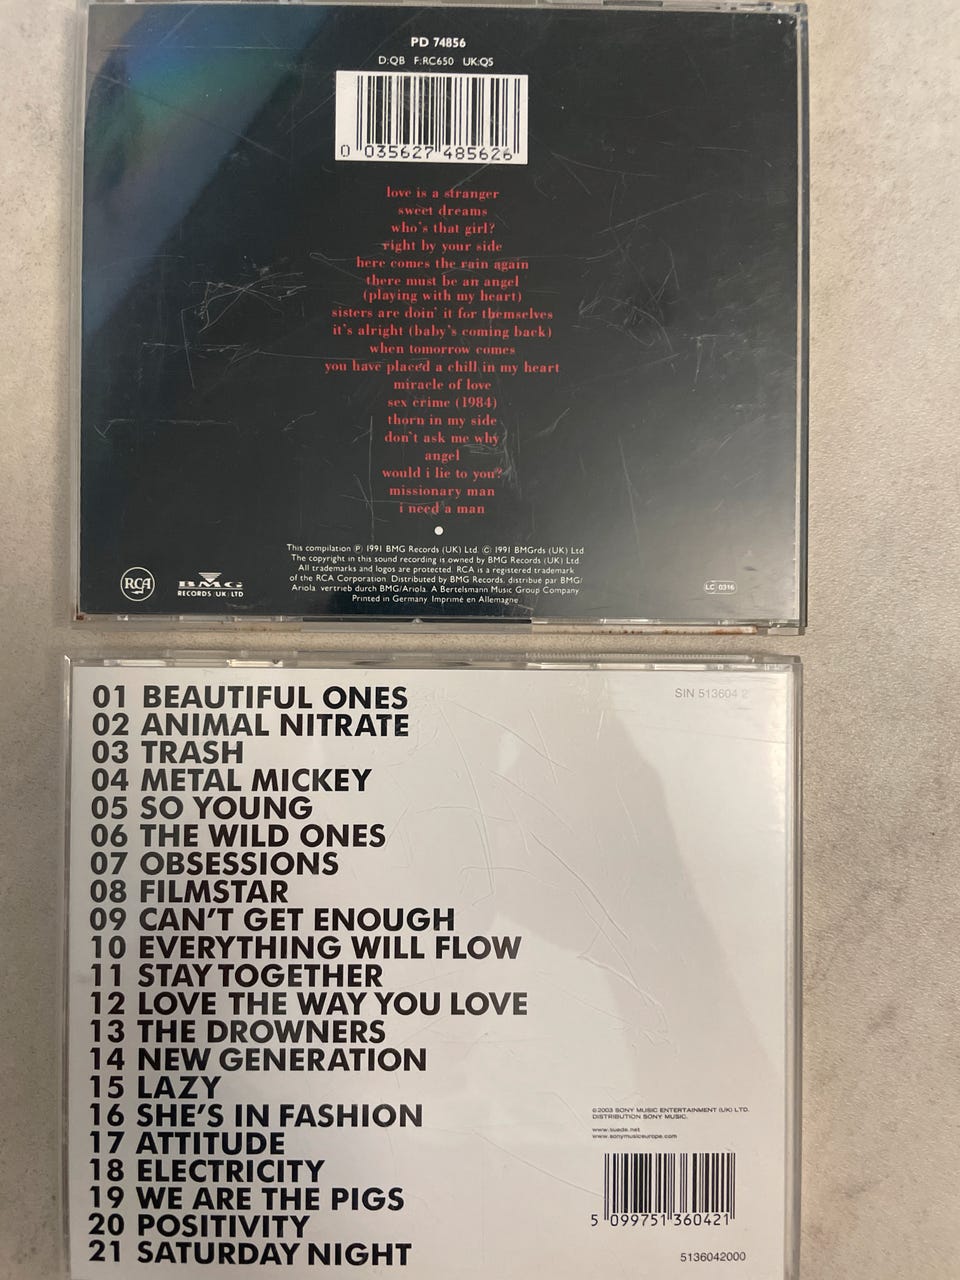 PD 74856
D:QB F:RC650 UK:QS
0 035627 485626
love is a stranger
sweet dreams
who's that girl?
right by your side
here comes the rain again
there must be an angel
(playing with my heart)
sisters are doin' it for themselves
it's alright (baby's coming back)
when tomorrow comes
you have placed a chill in my heart
miracle of love
sex crime (1984)
thorn in my side
don't ask me why
angel
would i lie to you?
missionary man
i need a man
This compilation ℗ 1991 BMG Records (UK) Ltd. © 1991 BMGrds (UK) Ltd
The copyright in this sound recording is owned by BMG Records (UK) Ltd.
All trademarks and logos are protected. RCA is a registered trademark
of the RCA Corporation. Distributed by BMG Records. distribué par BMG/
Ariola. vertrieb durch BMG/Ariola. A Bertelsmann Music Group Company
Printed in Germany. Imprimé en Allemagne
RCA
BMG
RECORDS (UK) LTD
LC 0316
SIN 513604 2
01 BEAUTIFUL ONES
02 ANIMAL NITRATE
03 TRASH
04 METAL MICKEY
05 SO YOUNG
06 THE WILD ONES
07 OBSESSIONS
08 FILMSTAR
09 CAN'T GET ENOUGH
10 EVERYTHING WILL FLOW
11 STAY TOGETHER
12 LOVE THE WAY YOU LOVE
13 THE DROWNERS
14 NEW GENERATION
15 LAZY
16 SHE'S IN FASHION
17 ATTITUDE
18 ELECTRICITY
19 WE ARE THE PIGS
20 POSITIVITY
21 SATURDAY NIGHT
©2003 SONY MUSIC ENTERTAINMENT (UK) LTD.
DISTRIBUTION SONY MUSIC.
www.suede.net
www.sonymusiceurope.com
5 099751 360421
5136042000